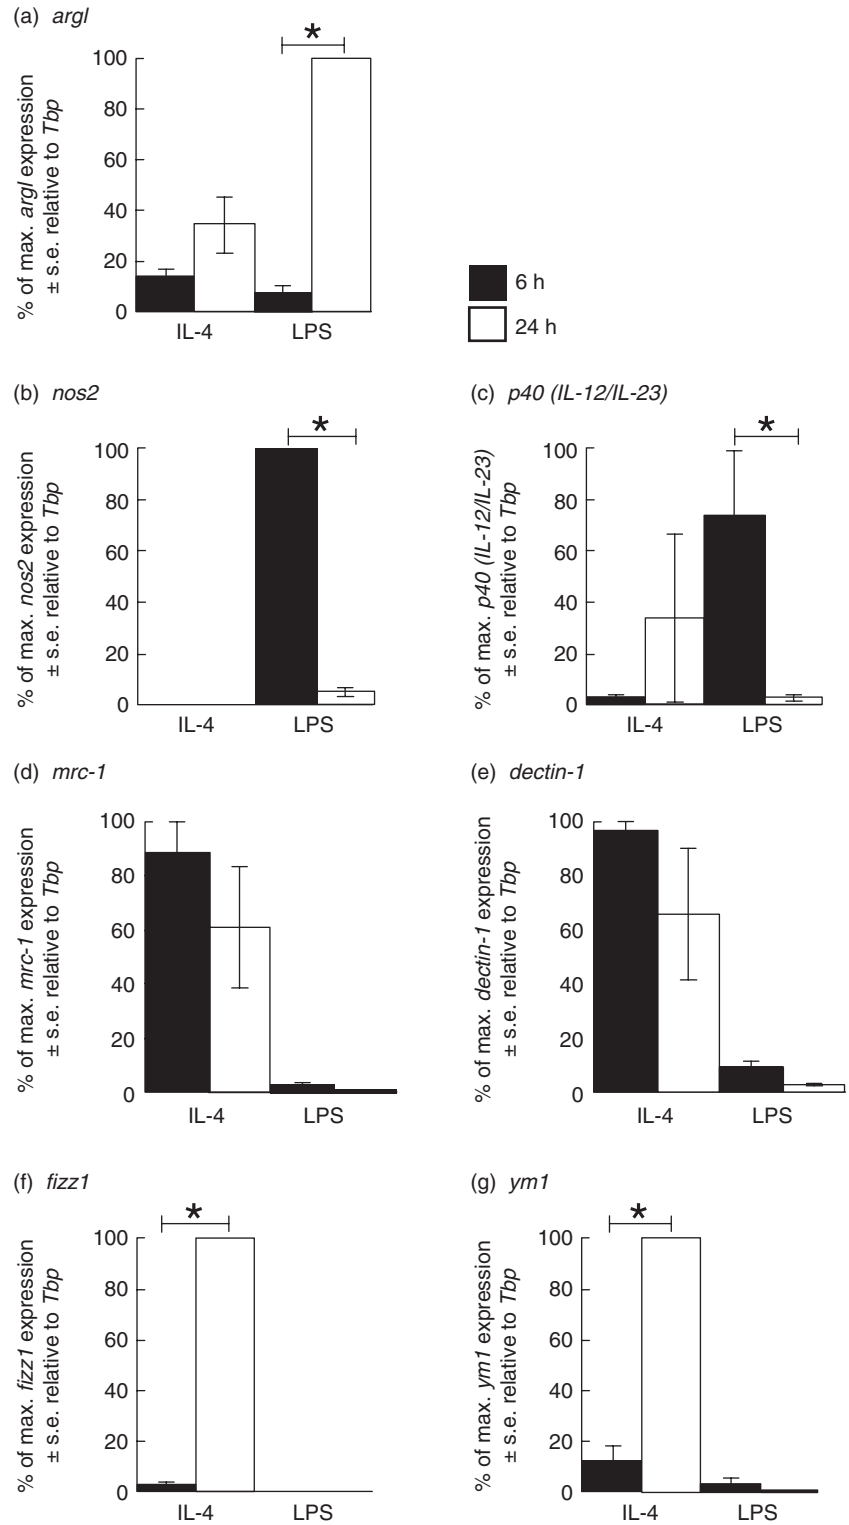 (a) argl
% of max. argl expression
± s.e. relative to Tbp
100
80
60
40
20
0
*
IL-4
LPS
6 h
24 h
(b) nos2
% of max. nos2 expression
± s.e. relative to Tbp
100
80
60
40
20
0
*
IL-4
LPS
(c) p40 (IL-12/IL-23)
% of max. p40 (IL-12/IL-23)
± s.e. relative to Tbp
100
80
60
40
20
0
*
IL-4
LPS
(d) mrc-1
% of max. mrc-1 expression
± s.e. relative to Tbp
100
80
60
40
20
0
IL-4
LPS
(e) dectin-1
% of max. dectin-1 expression
± s.e. relative to Tbp
100
80
60
40
20
0
IL-4
LPS
(f) fizz1
% of max. fizz1 expression
± s.e. relative to Tbp
100
80
60
40
20
0
*
IL-4
LPS
(g) ym1
% of max. ym1 expression
± s.e. relative to Tbp
100
80
60
40
20
0
*
IL-4
LPS